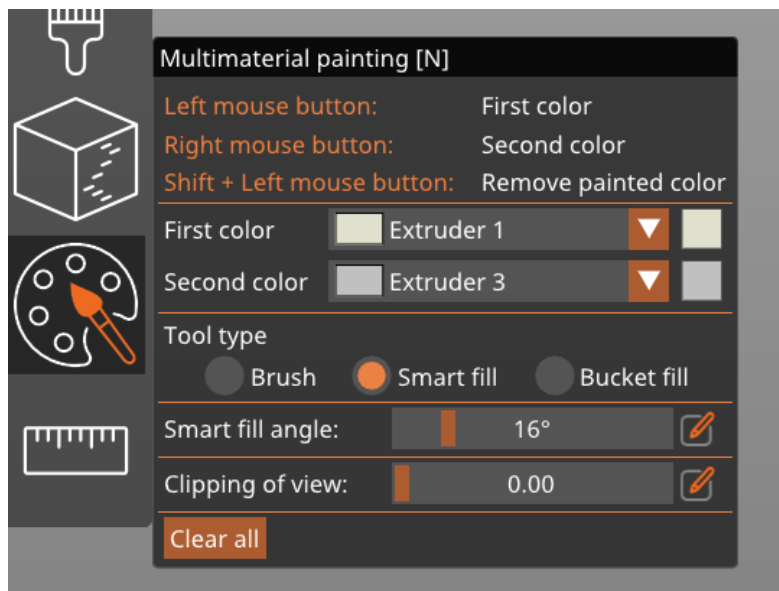 Multimaterial painting [N]
Left mouse button: First color
Right mouse button: Second color
Shift + Left mouse button: Remove painted color
First color Extruder 1
Second color Extruder 3
Tool type
Brush Smart fill Bucket fill
Smart fill angle: 16°
Clipping of view: 0.00
Clear all